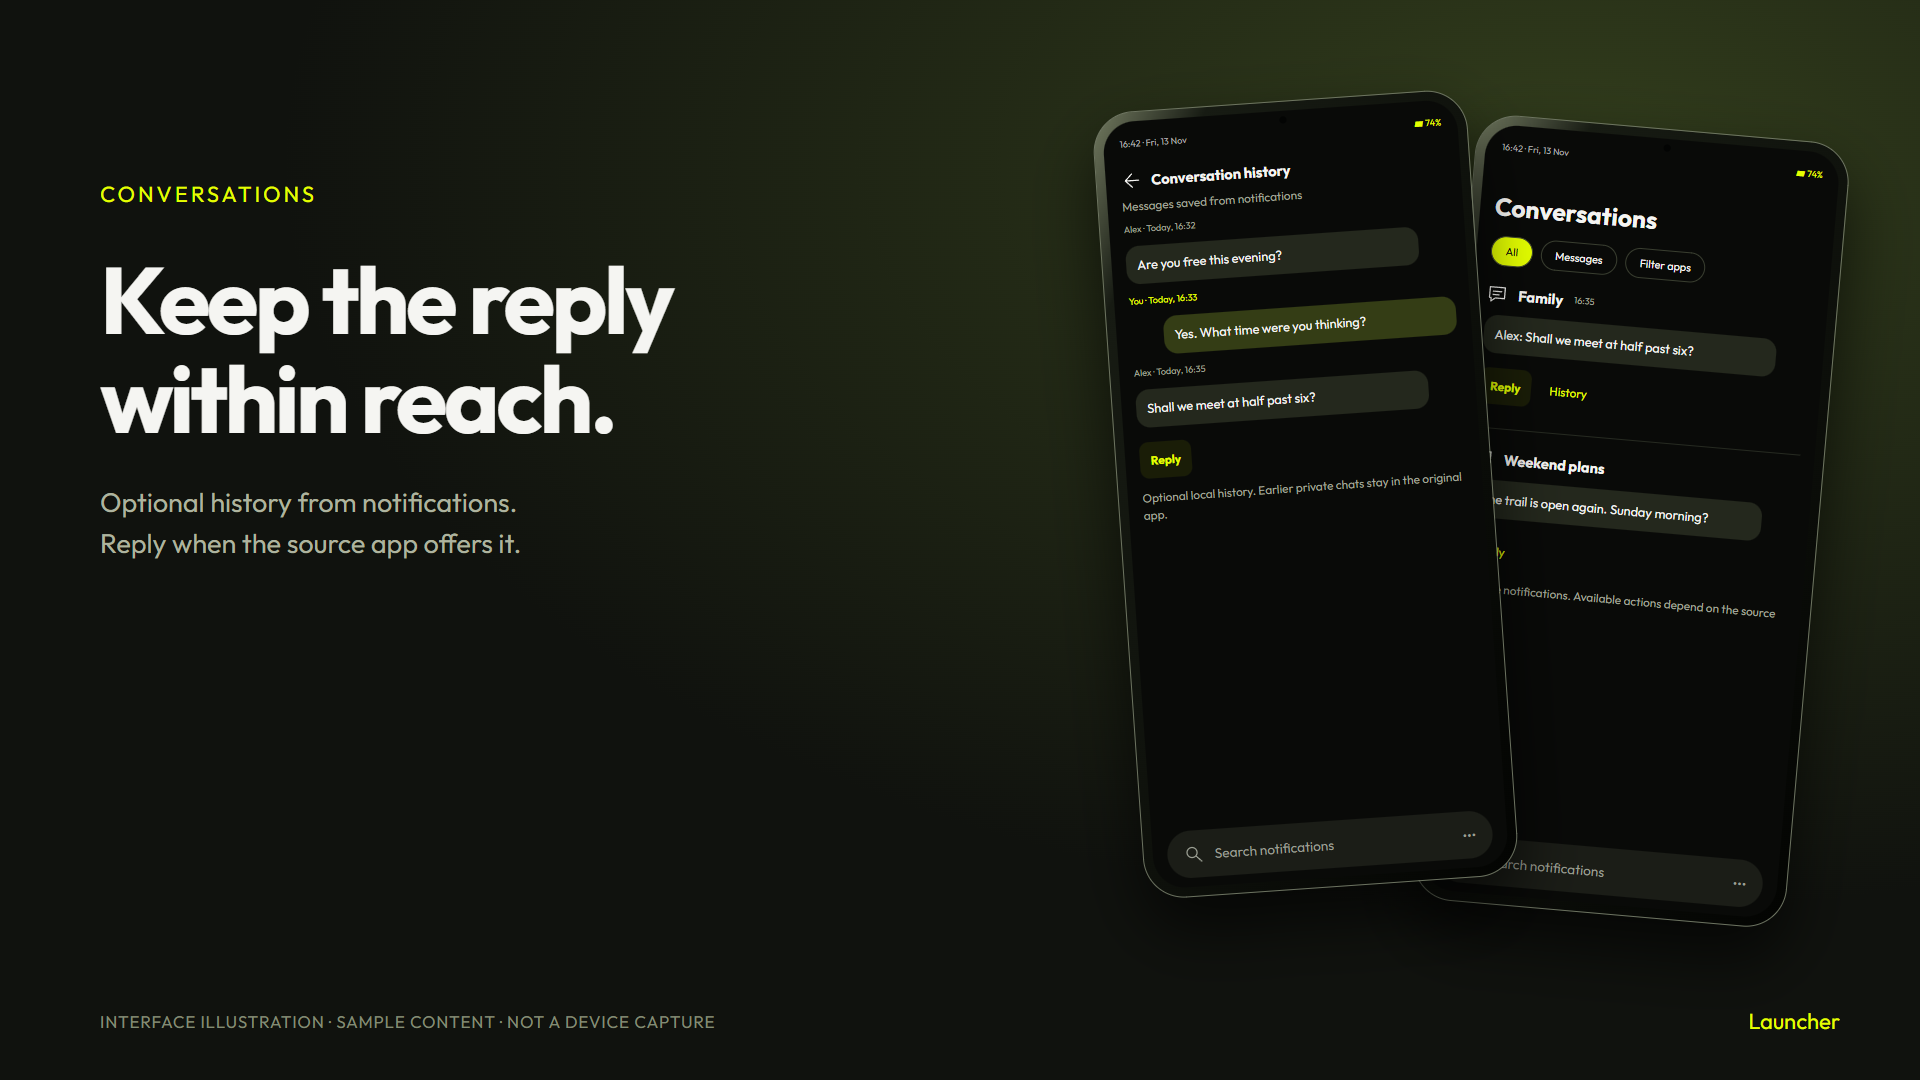 CONVERSATIONS
Keep the reply
within reach.
Optional history from notifications.
Reply when the source app offers it.
16:42 · Fri, 13 Nov
74%
Conversation history
Messages saved from notifications
Alex · Today, 16:32
Are you free this evening?
You · Today, 16:33
Yes. What time were you thinking?
Alex · Today, 16:35
Shall we meet at half past six?
Reply
Optional local history. Earlier private chats stay in the original
app.
Search notifications
16:42 · Fri, 13 Nov
74%
Conversations
All
Messages
Filter apps
Family 16:35
Alex: Shall we meet at half past six?
Reply
History
Weekend plans
trail is open again. Sunday morning?
notifications. Available actions depend on the source
notifications
INTERFACE ILLUSTRATION · SAMPLE CONTENT · NOT A DEVICE CAPTURE
Launcher